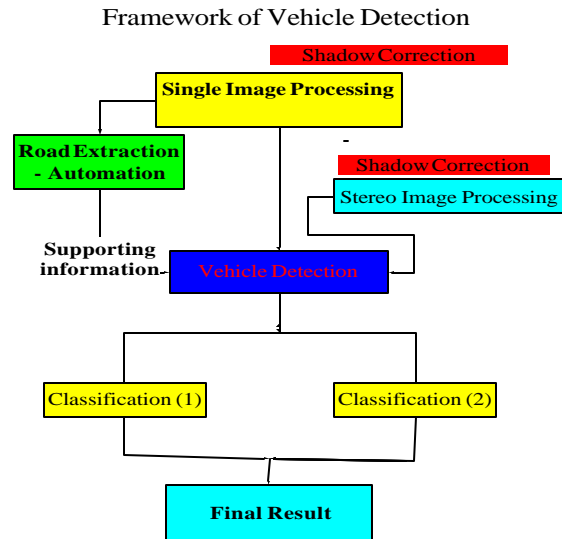 Framework of Vehicle Detection
Shadow Correction
Single Image Processing
-
Road Extraction
- Automation
Shadow Correction
Stereo Image Processing
Supporting
information
Vehicle Detection
Classification (1)
Classification (2)
Final Result